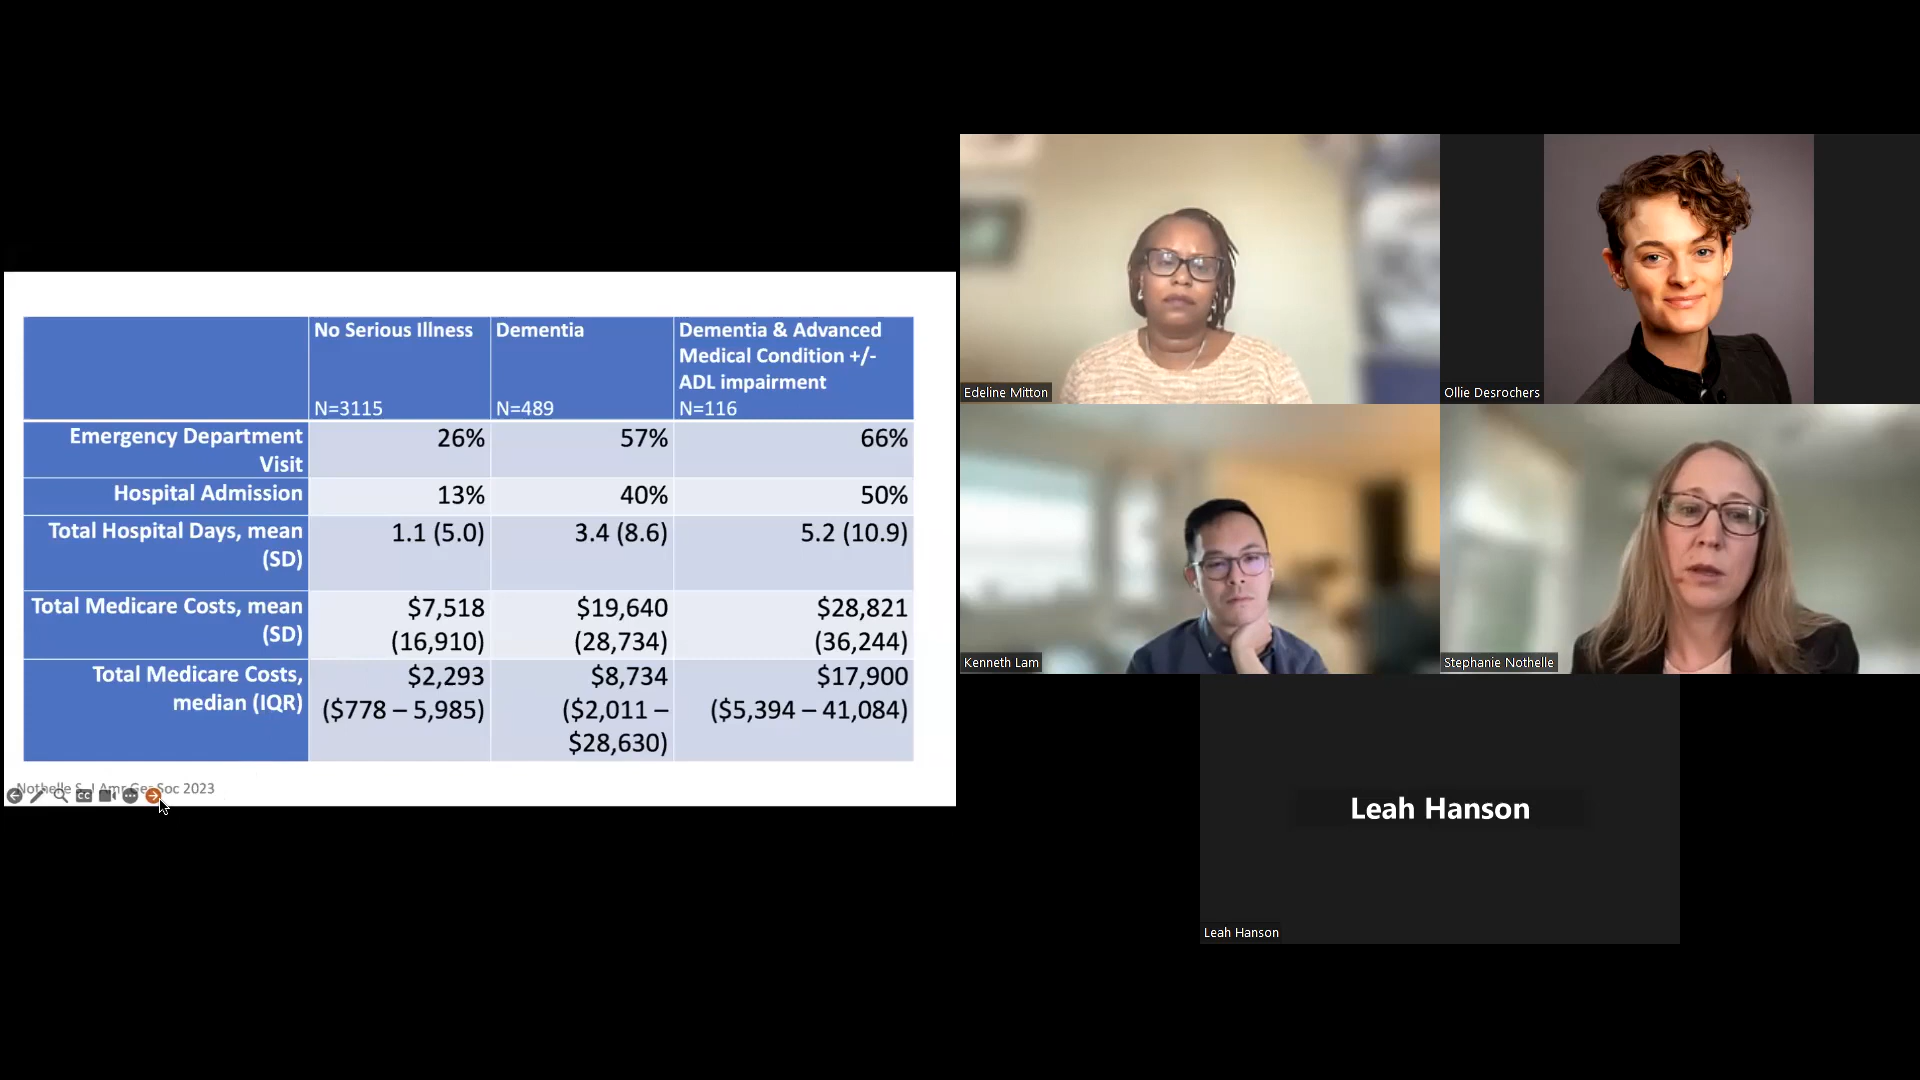 No Serious Illness
N=3115
Dementia
N=489
Dementia & Advanced
Medical Condition +/-
ADL impairment
N=116
Emergency Department
Visit
26%
57%
66%
Hospital Admission
13%
40%
50%
Total Hospital Days, mean
(SD)
1.1 (5.0)
3.4 (8.6)
5.2 (10.9)
Total Medicare Costs, mean
(SD)
$7,518
(16,910)
$19,640
(28,734)
$28,821
(36,244)
Total Medicare Costs,
median (IQR)
$2,293
($778 – 5,985)
$8,734
($2,011 –
$28,630)
$17,900
($5,394 – 41,084)
Nothelle S, J Amr Ger Soc 2023
CC
Edeline Mitton
Ollie Desrochers
Kenneth Lam
Stephanie Nothelle
Leah Hanson
Leah Hanson